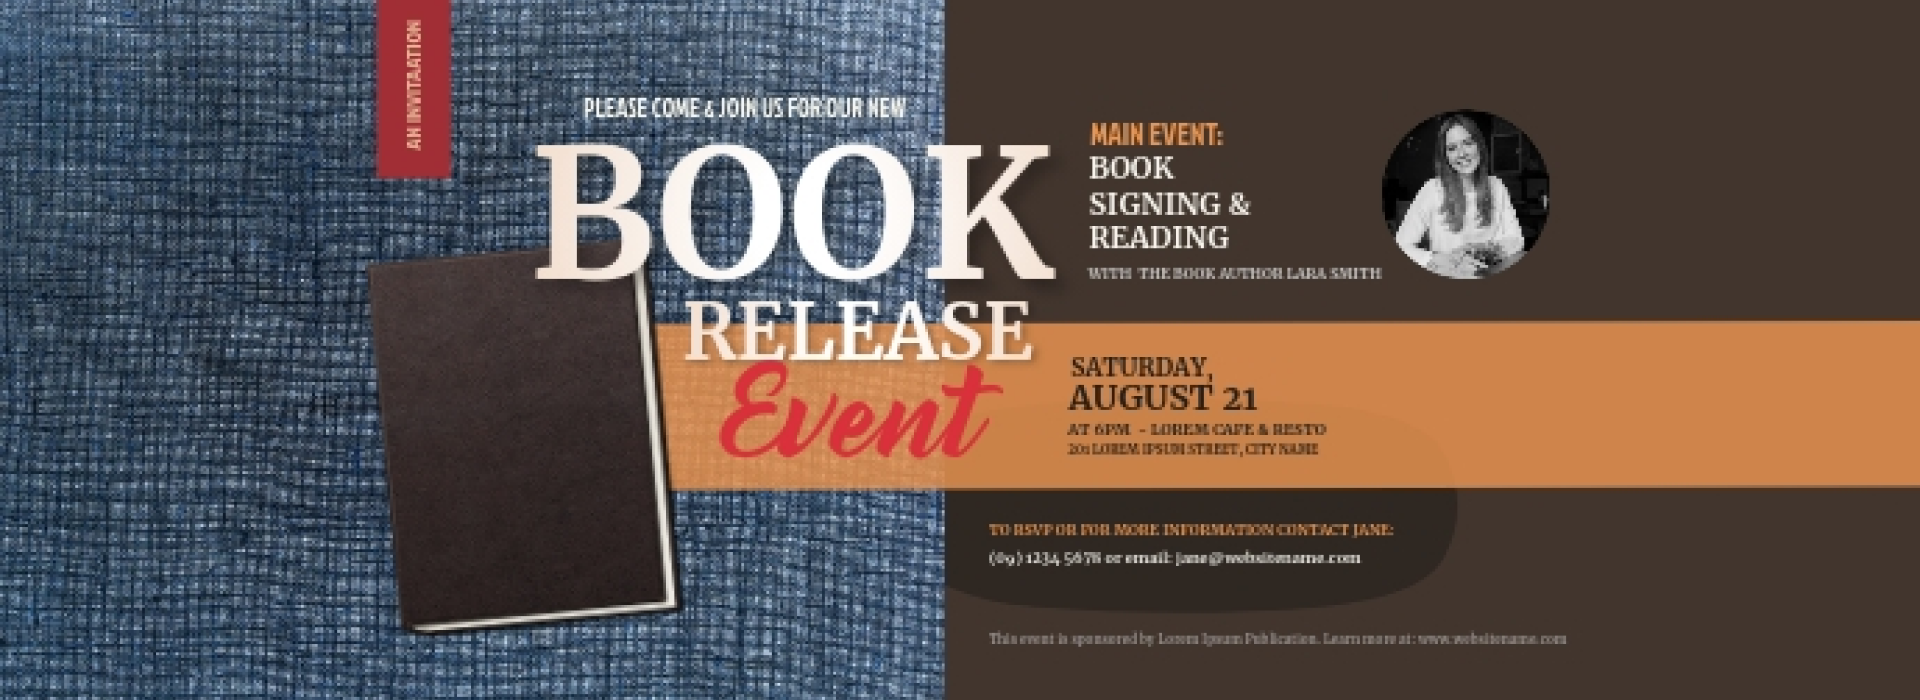 AN INVITAATION
PLEASE COME & JOIN US FOR OUR NEW
BOOK
RELEASE
Event
MAIN EVENT:
BOOK
SIGNING &
READING
WITH THE BOOK AUTHOR LARA SMITH
SATURDAY,
AUGUST 21
AT 6PM - LOREM CAFE & RESTO
201 LOREM IPSUM STREET, CITY NAME
TO RSVP OR FOR MORE INFORMATION CONTACT JANE:
(09) 1234 5678 or email: jane@websitename.com
This event is sponsored by Lorem Ipsum Publication. Learn more at: www.websitename.com